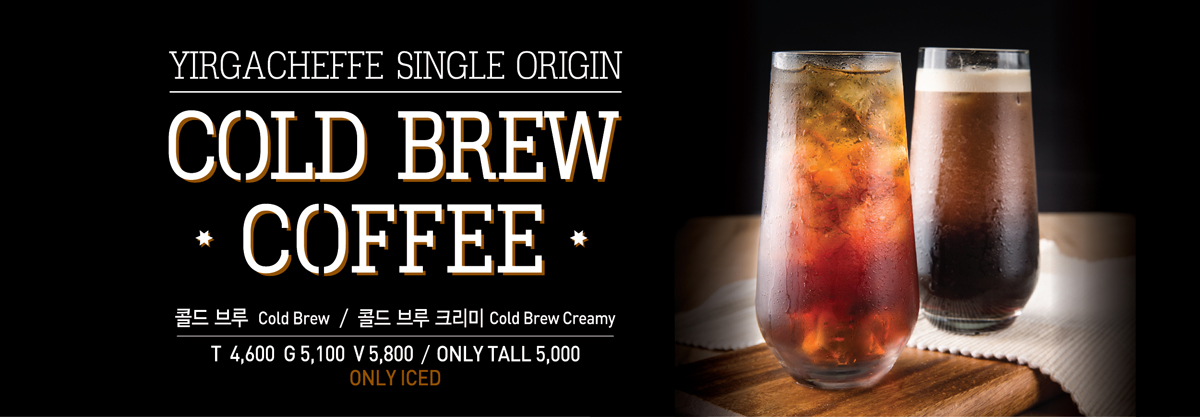 YIRGACHEFFE SINGLE ORIGIN
COLD BREW
COFFEE
콜드 브루 Cold Brew / 콜드 브루 크리미 Cold Brew Creamy
T 4,600 G 5,100 V 5,800 / ONLY TALL 5,000
ONLY ICED